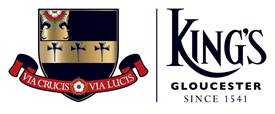 VIA CRUCIS VIA LUCIS
KING'S
GLOUCESTER
SINCE 1541